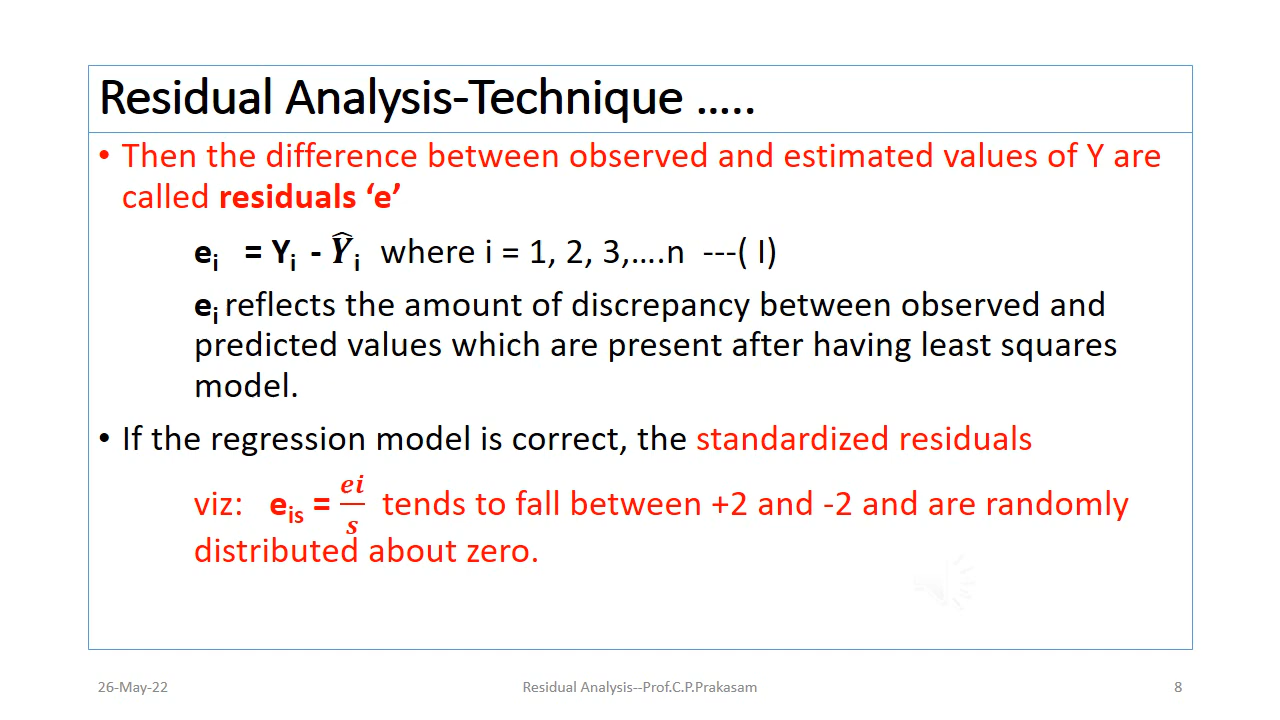 Residual Analysis-Technique …..
• Then the difference between observed and estimated values of Y are
called residuals ‘e’
eᵢ = Yᵢ - Ŷᵢ where i = 1, 2, 3,….n ---( I)
eᵢ reflects the amount of discrepancy between observed and
predicted values which are present after having least squares
model.
• If the regression model is correct, the standardized residuals
viz: eᵢₛ = ei/s tends to fall between +2 and -2 and are randomly
distributed about zero.
26-May-22 Residual Analysis--Prof.C.P.Prakasam 8